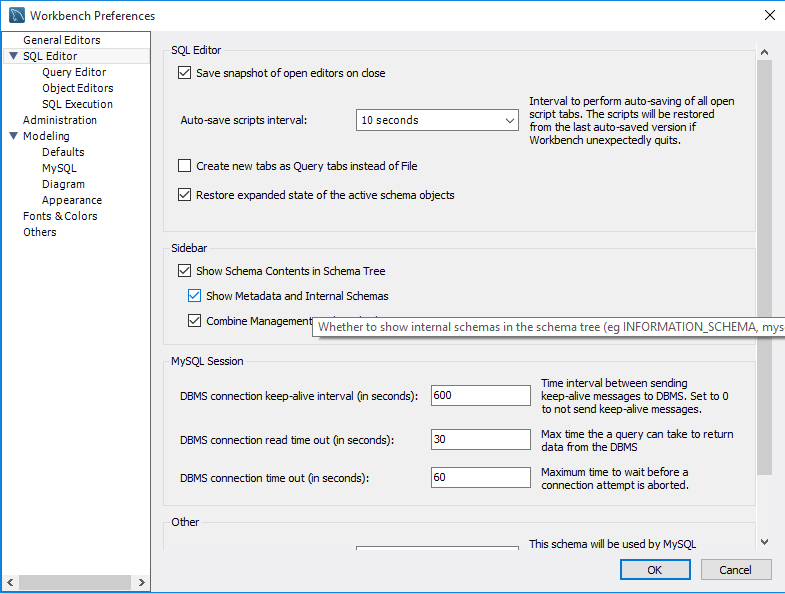 Workbench Preferences
General Editors
SQL Editor
Query Editor
Object Editors
SQL Execution
Administration
Modeling
Defaults
MySQL
Diagram
Appearance
Fonts & Colors
Others
SQL Editor
Save snapshot of open editors on close
Auto-save scripts interval:
10 seconds
Interval to perform auto-saving of all open
script tabs. The scripts will be restored
from the last auto-saved version if
Workbench unexpectedly quits.
Create new tabs as Query tabs instead of File
Restore expanded state of the active schema objects
Sidebar
Show Schema Contents in Schema Tree
Show Metadata and Internal Schemas
Combine Management
Whether to show internal schemas in the schema tree (eg INFORMATION_SCHEMA, mys
MySQL Session
DBMS connection keep-alive interval (in seconds):
600
Time interval between sending
keep-alive messages to DBMS. Set to 0
to not send keep-alive messages.
DBMS connection read time out (in seconds):
30
Max time the a query can take to return
data from the DBMS
DBMS connection time out (in seconds):
60
Maximum time to wait before a
connection attempt is aborted.
Other
This schema will be used by MySQL
OK
Cancel